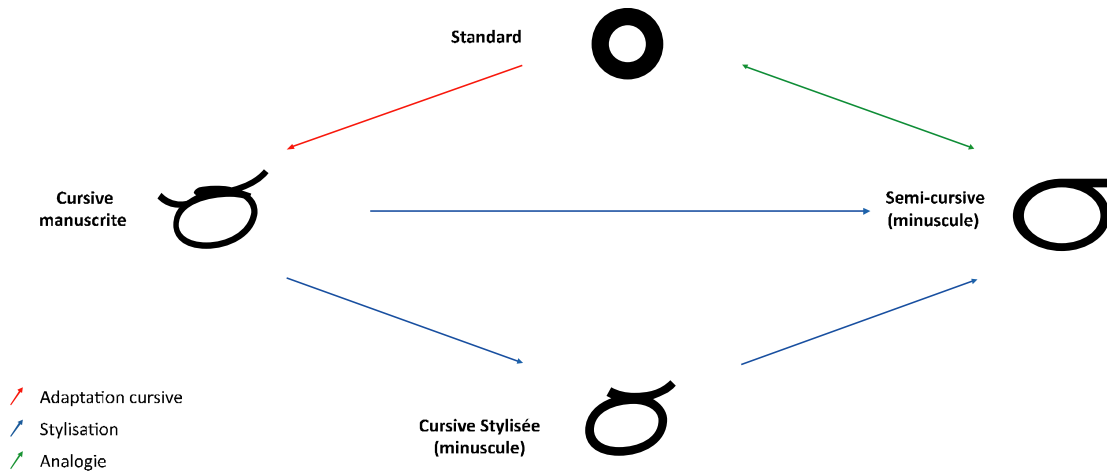 Standard
Cursive
manuscrite
Semi-cursive
(minuscule)
Cursive Stylisée
(minuscule)
Adaptation cursive
Stylisation
Analogie